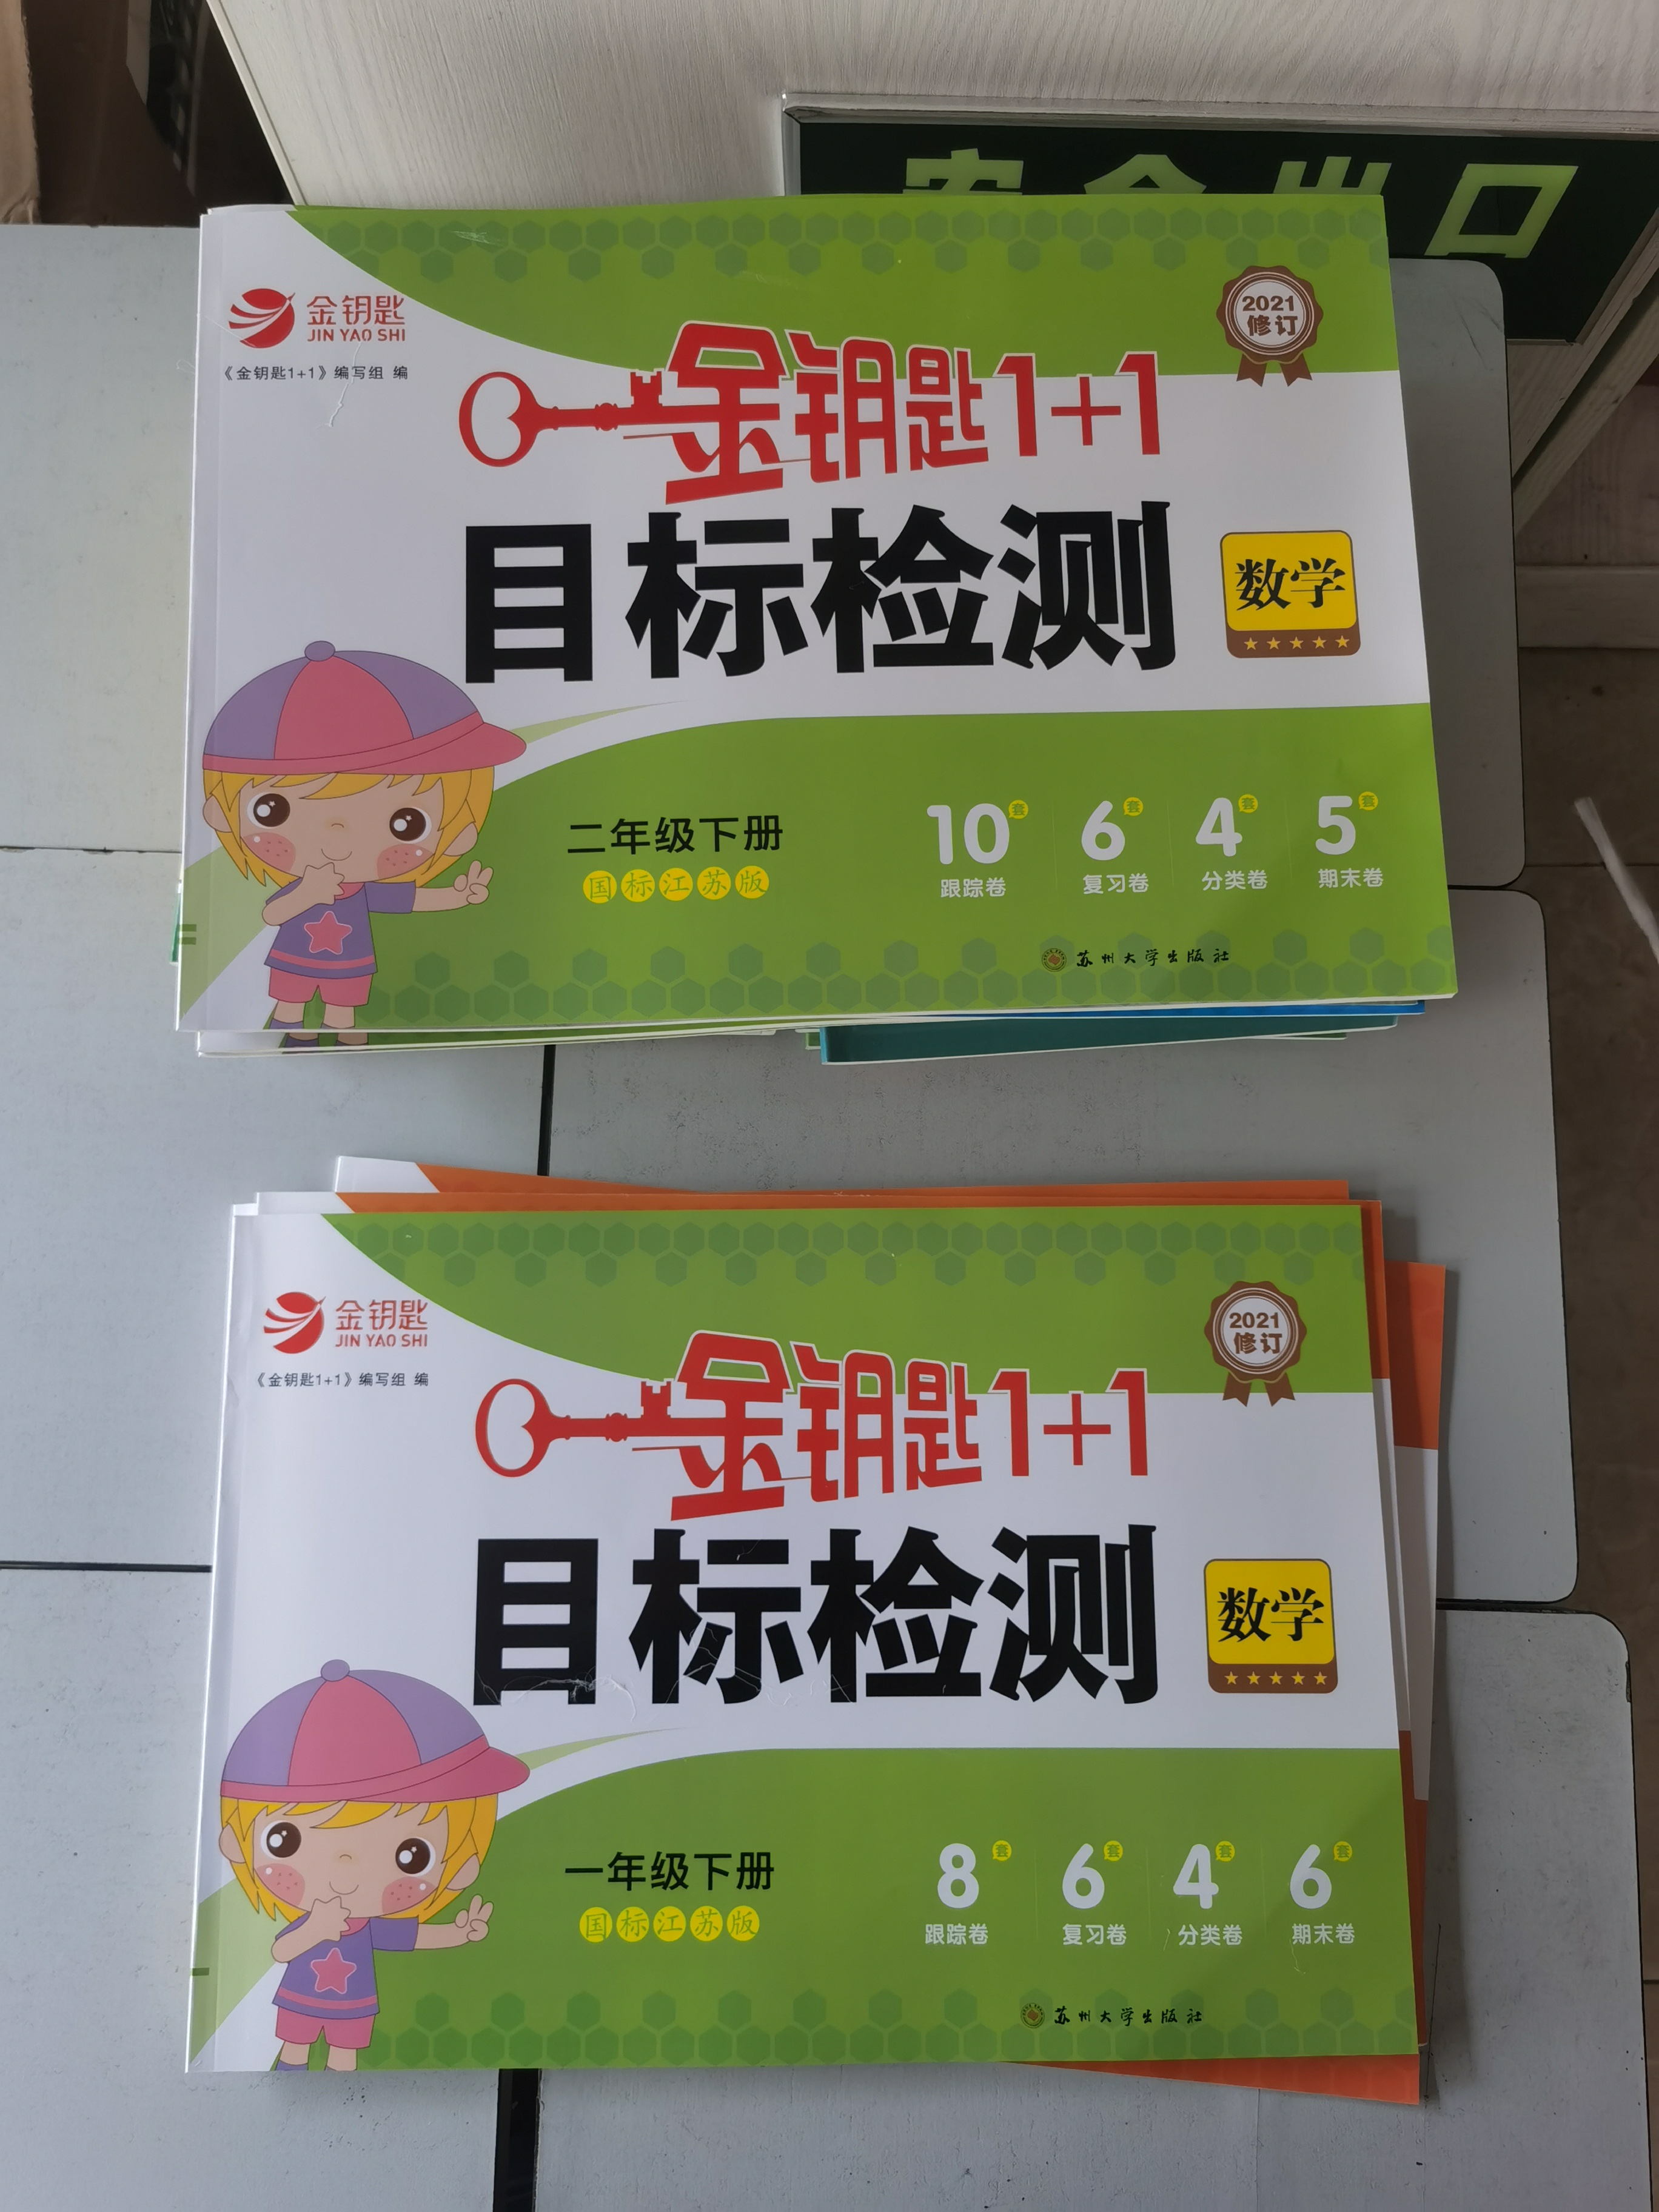 安全出口
金钥匙
JIN YAO SHI
《金钥匙1+1》编写组 编
2021
修订
金钥匙1+1
目标检测
数学
二年级下册
国标江苏版
10套 6套 4套 5套
跟踪卷 复习卷 分类卷 期末卷
苏州大学出版社
金钥匙
JIN YAO SHI
《金钥匙1+1》编写组 编
2021
修订
金钥匙1+1
目标检测
数学
一年级下册
国标江苏版
8套 6套 4套 6套
跟踪卷 复习卷 分类卷 期末卷
苏州大学出版社